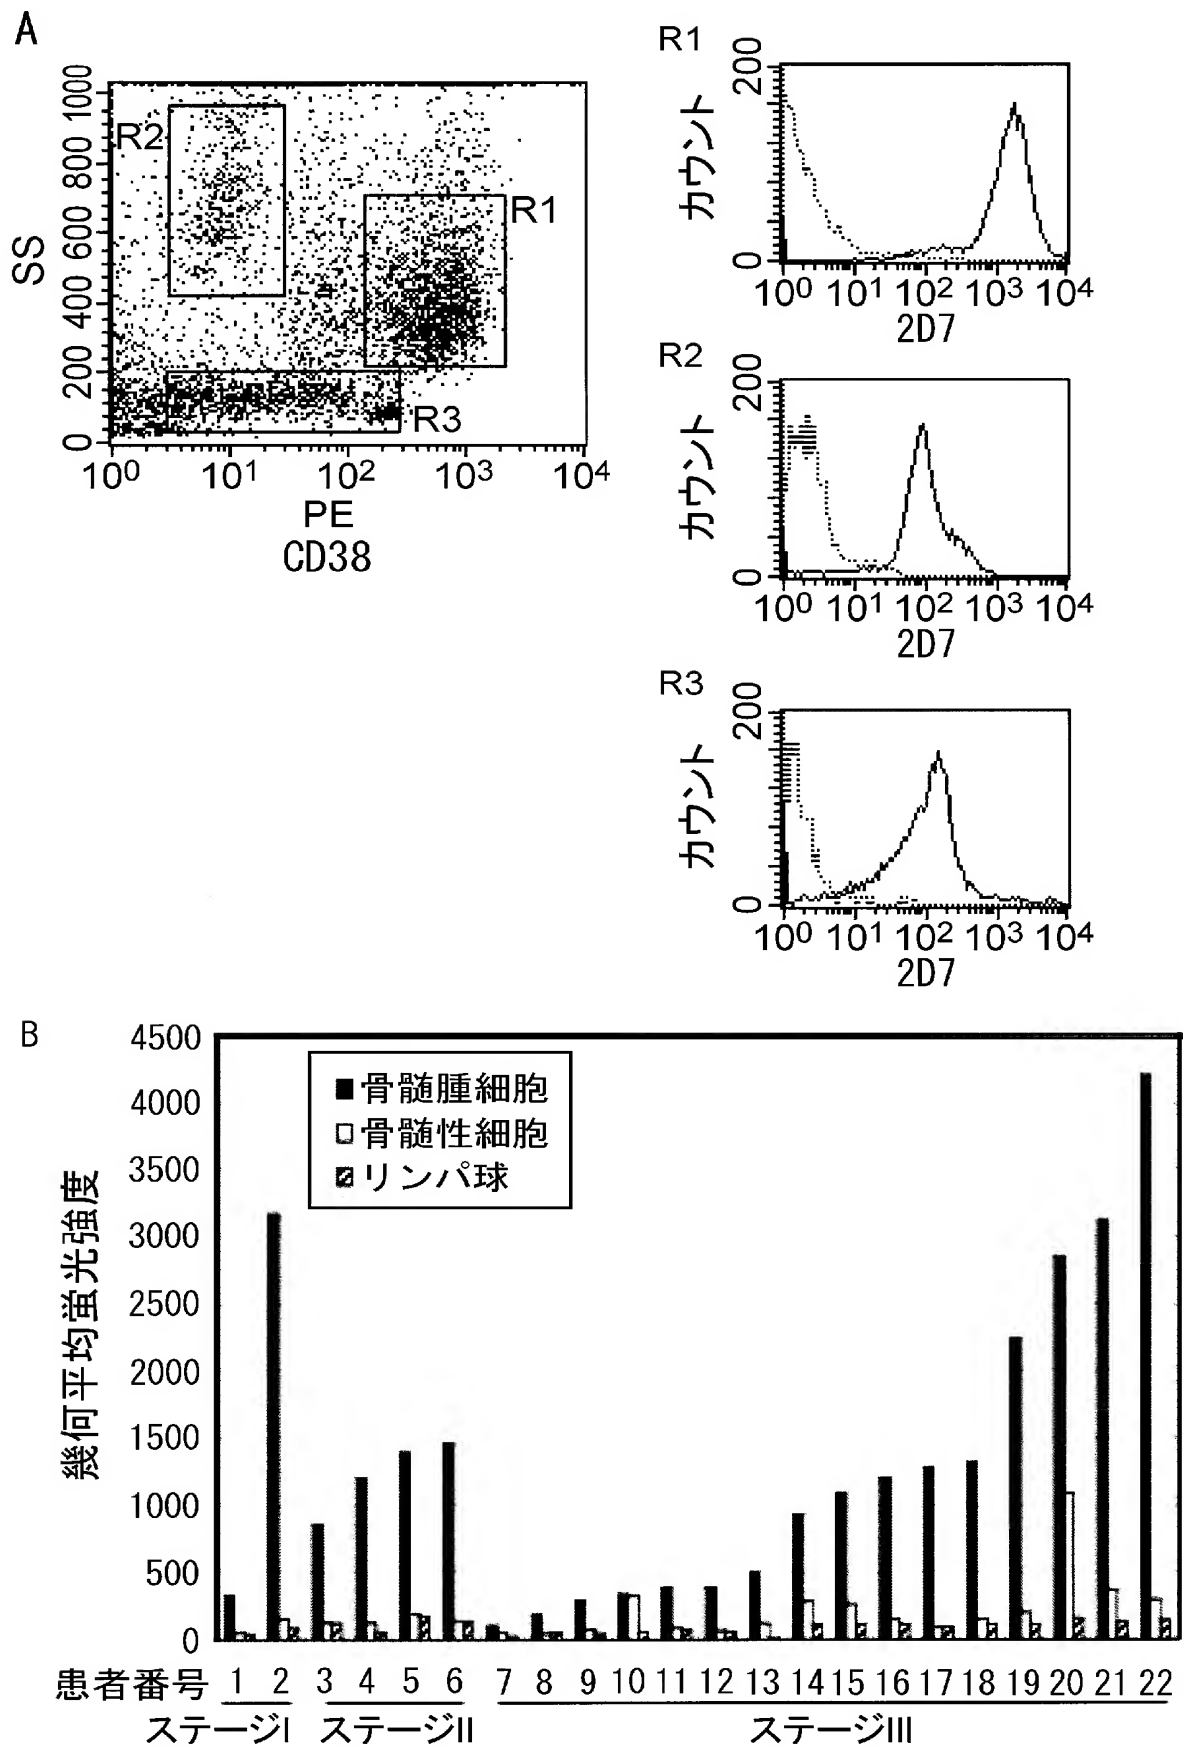 A
R1
200
カウント
0
10⁰ 10¹ 10² 10³ 10⁴
2D7
1000
800
600
400
200
0
SS
R2
R1
R3
10⁰ 10¹ 10² 10³ 10⁴
PE
CD38
R2
200
カウント
0
10⁰ 10¹ 10² 10³ 10⁴
2D7
R3
200
カウント
0
10⁰ 10¹ 10² 10³ 10⁴
2D7
B
4500
4000
3500
3000
2500
2000
1500
1000
500
0
幾何平均蛍光強度
骨髄腫細胞
骨髄性細胞
リンパ球
患者番号 1 2 3 4 5 6 7 8 9 10 11 12 13 14 15 16 17 18 19 20 21 22
ステージI ステージII ステージIII